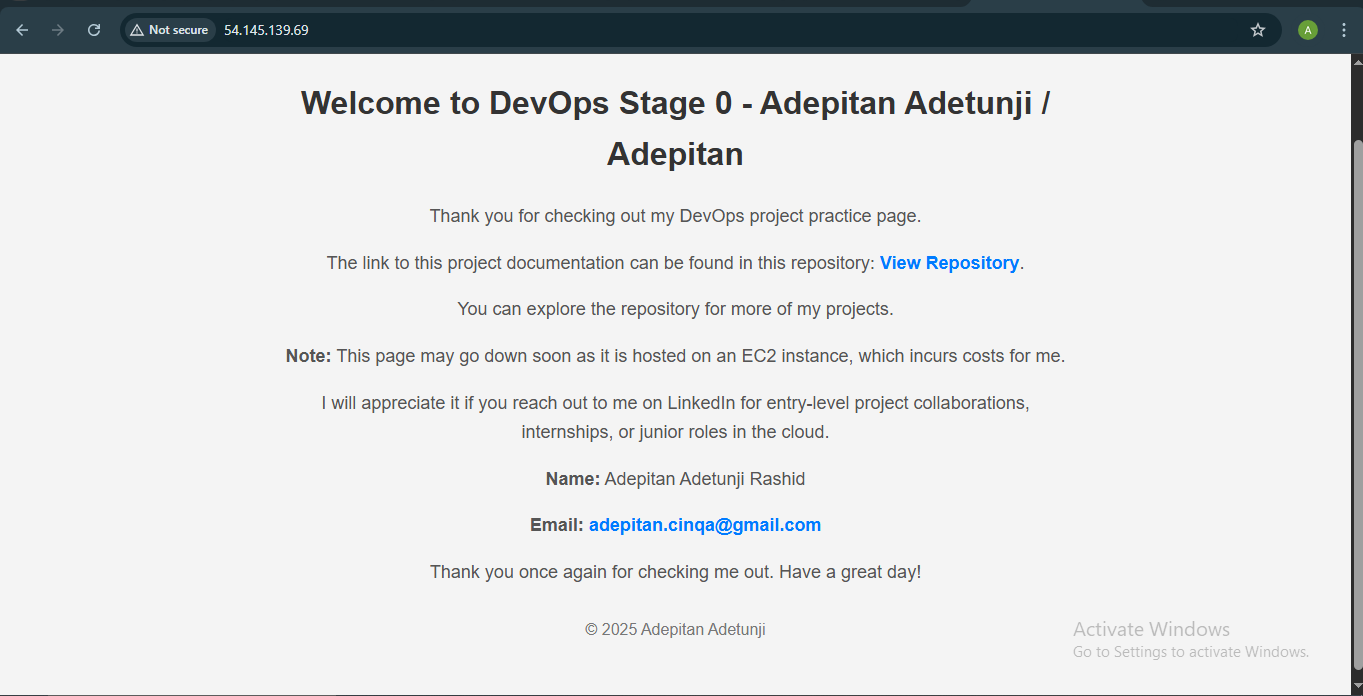 Not secure 54.145.139.69
A
Welcome to DevOps Stage 0 - Adepitan Adetunji /
Adepitan
Thank you for checking out my DevOps project practice page.
The link to this project documentation can be found in this repository: View Repository.
You can explore the repository for more of my projects.
Note: This page may go down soon as it is hosted on an EC2 instance, which incurs costs for me.
I will appreciate it if you reach out to me on LinkedIn for entry-level project collaborations,
internships, or junior roles in the cloud.
Name: Adepitan Adetunji Rashid
Email: adepitan.cinqa@gmail.com
Thank you once again for checking me out. Have a great day!
© 2025 Adepitan Adetunji
Activate Windows
Go to Settings to activate Windows.